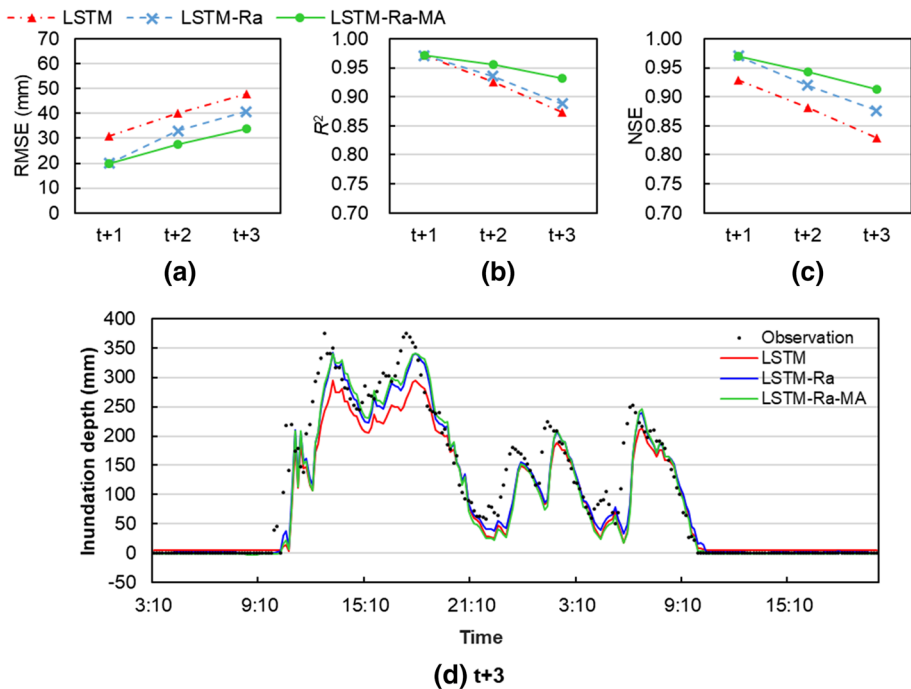 LSTM LSTM-Ra LSTM-Ra-MA
RMSE (mm)
70
60
50
40
30
20
10
0
t+1 t+2 t+3
(a)
R²
1.00
0.95
0.90
0.85
0.80
0.75
0.70
t+1 t+2 t+3
(b)
NSE
1.00
0.95
0.90
0.85
0.80
0.75
0.70
t+1 t+2 t+3
(c)
Inundation depth (mm)
400
350
300
250
200
150
100
50
0
-50
Observation
LSTM
LSTM-Ra
LSTM-Ra-MA
3:10 9:10 15:10 21:10 3:10 9:10 15:10
Time
(d) t+3